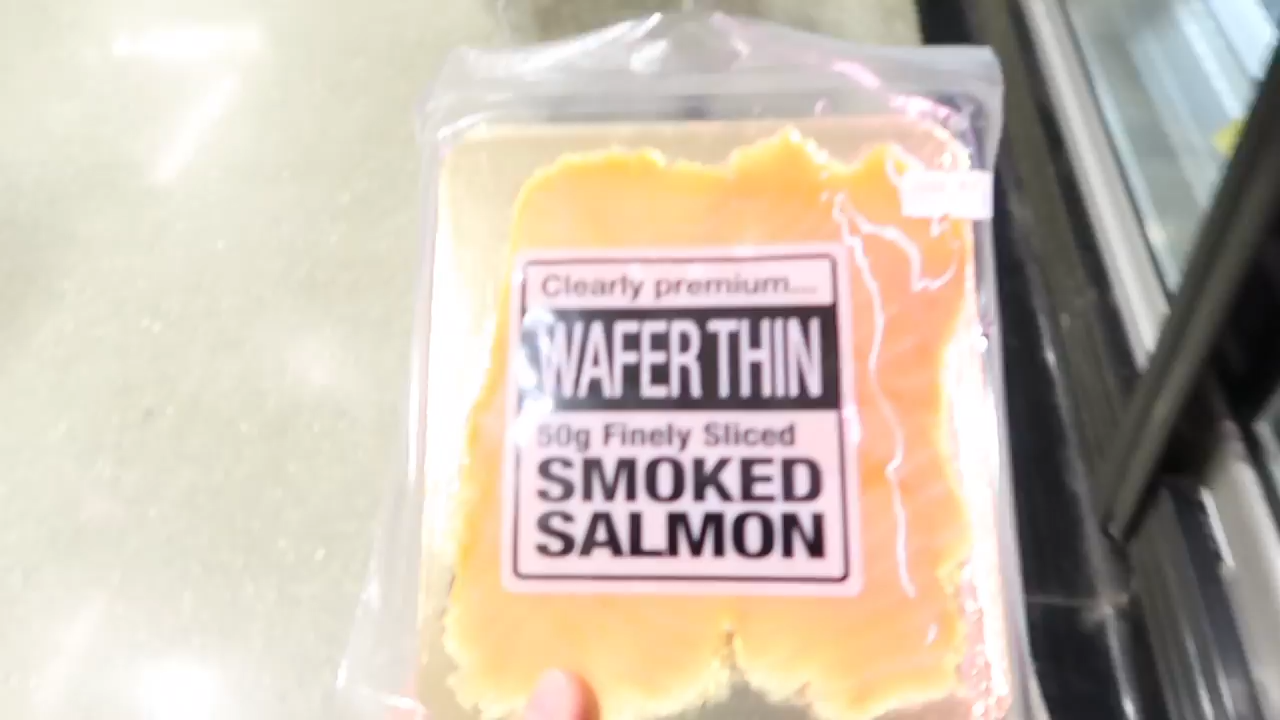 Clearly premium....
WAFER THIN
50g Finely Sliced
SMOKED
SALMON